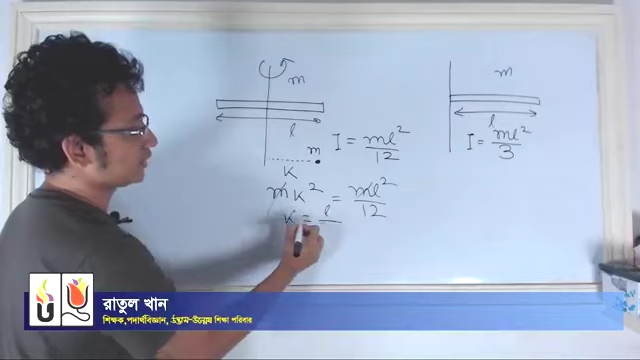 m
m
l
l
I = ml²/12
I = ml²/3
m
K
mK² = ml²/12
K = l
রাতুল খান
শিক্ষক, পদার্থবিজ্ঞান, উদ্ভাস-উন্মেষ শিক্ষা পরিবার